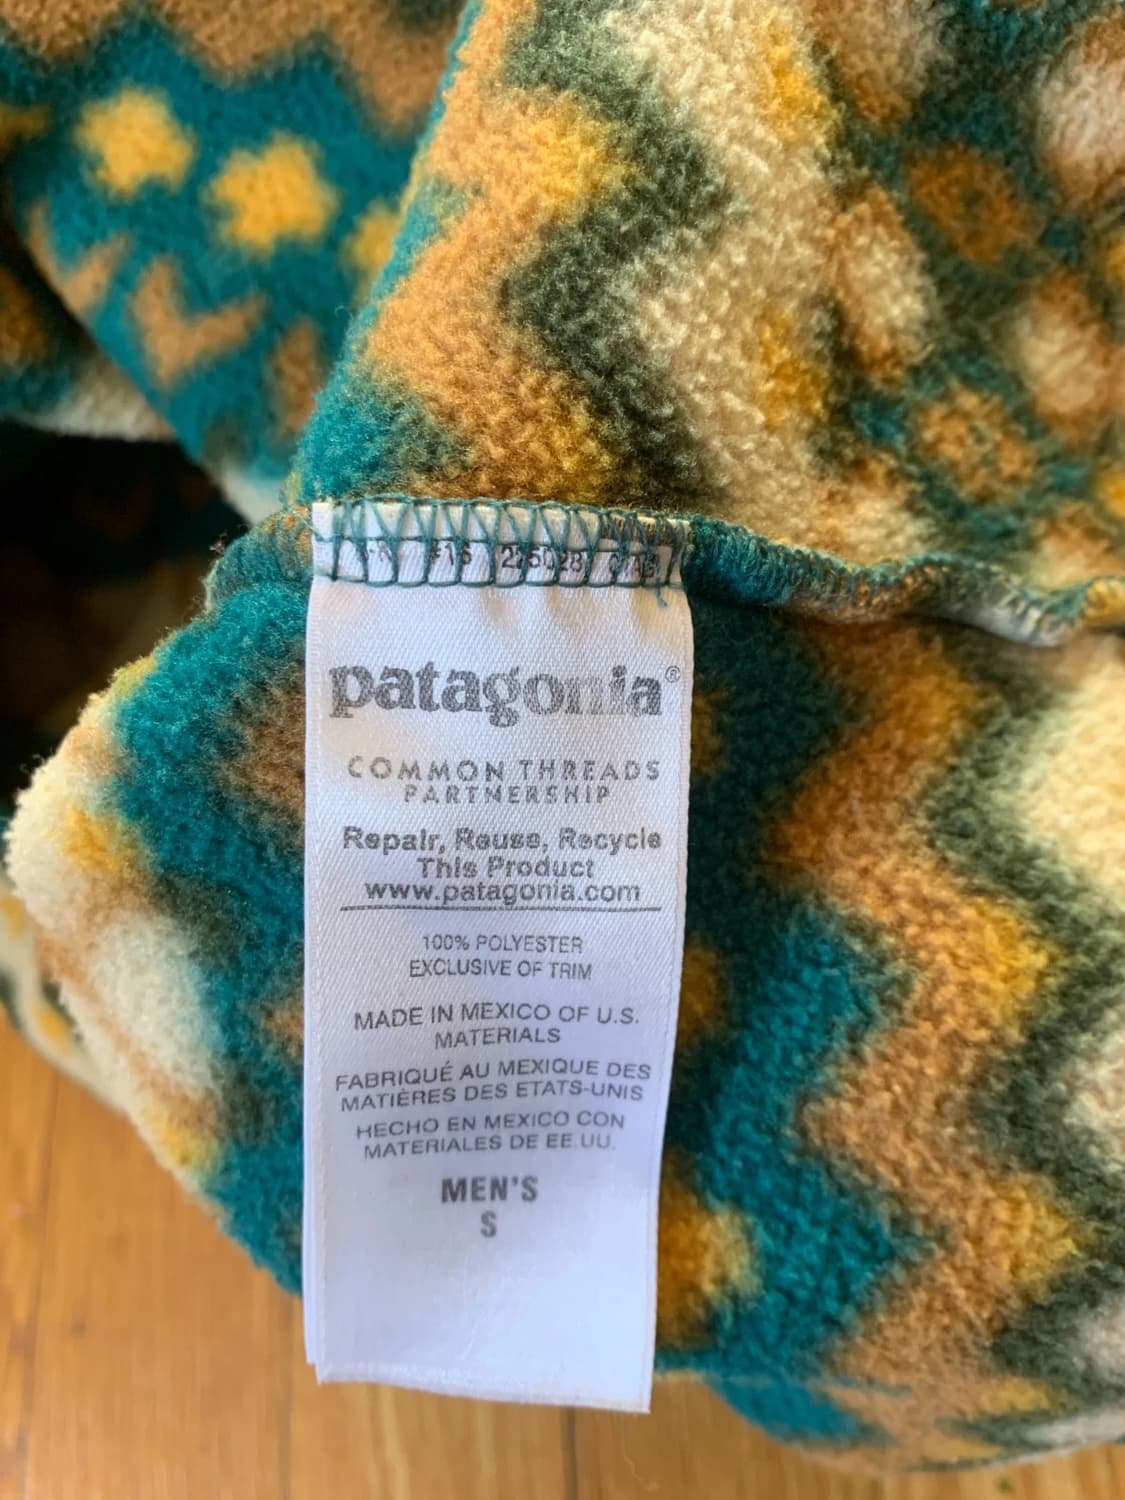 #16 225028
patagonia®
COMMON THREADS
PARTNERSHIP
Repair, Reuse, Recycle
This Product
www.patagonia.com
100% POLYESTER
EXCLUSIVE OF TRIM
MADE IN MEXICO OF U.S.
MATERIALS
FABRIQUÉ AU MEXIQUE DES
MATIÈRES DES ETATS-UNIS
HECHO EN MEXICO CON
MATERIALES DE EE.UU.
MEN'S
S